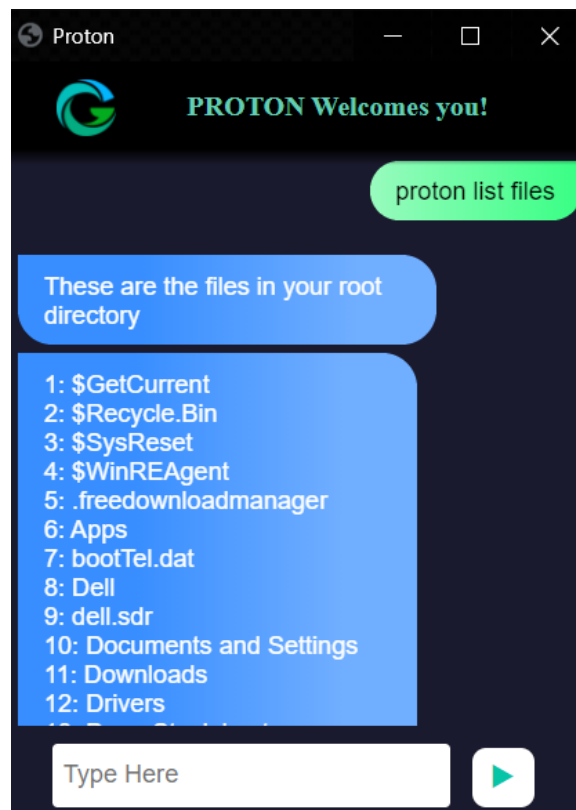 Proton
PROTON Welcomes you!
proton list files
These are the files in your root
directory
1: $GetCurrent
2: $Recycle.Bin
3: $SysReset
4: $WinREAgent
5: .freedownloadmanager
6: Apps
7: bootTel.dat
8: Dell
9: dell.sdr
10: Documents and Settings
11: Downloads
12: Drivers
Type Here